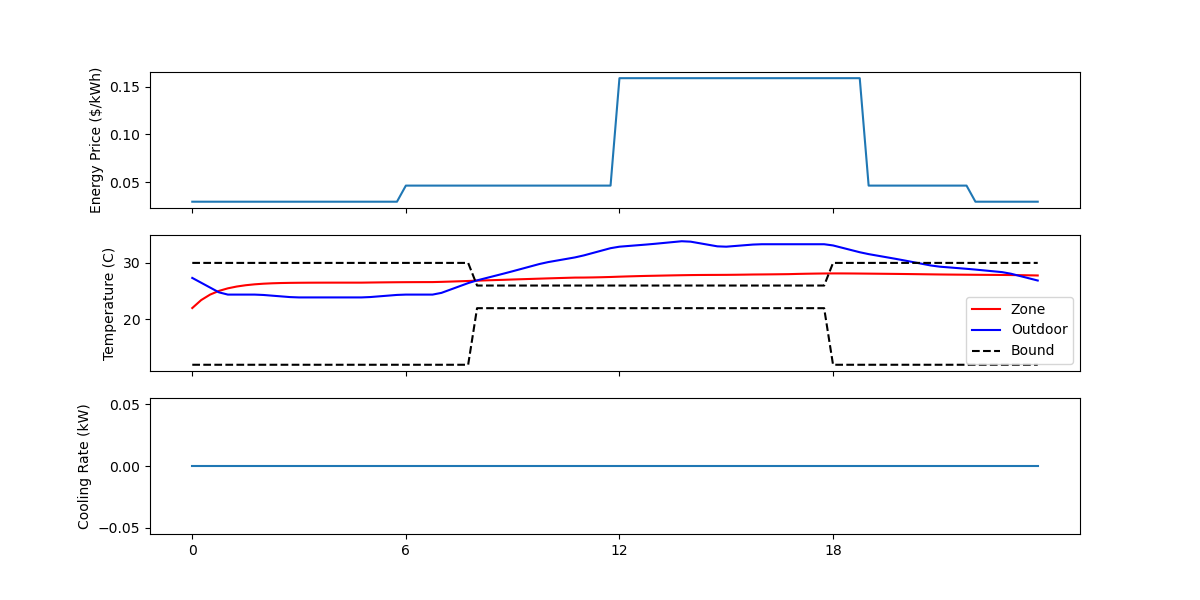 Energy Price ($/kWh)
0.15
0.10
0.05
Temperature (C)
30
20
Zone
Outdoor
Bound
Cooling Rate (kW)
0.05
0.00
−0.05
0 6 12 18